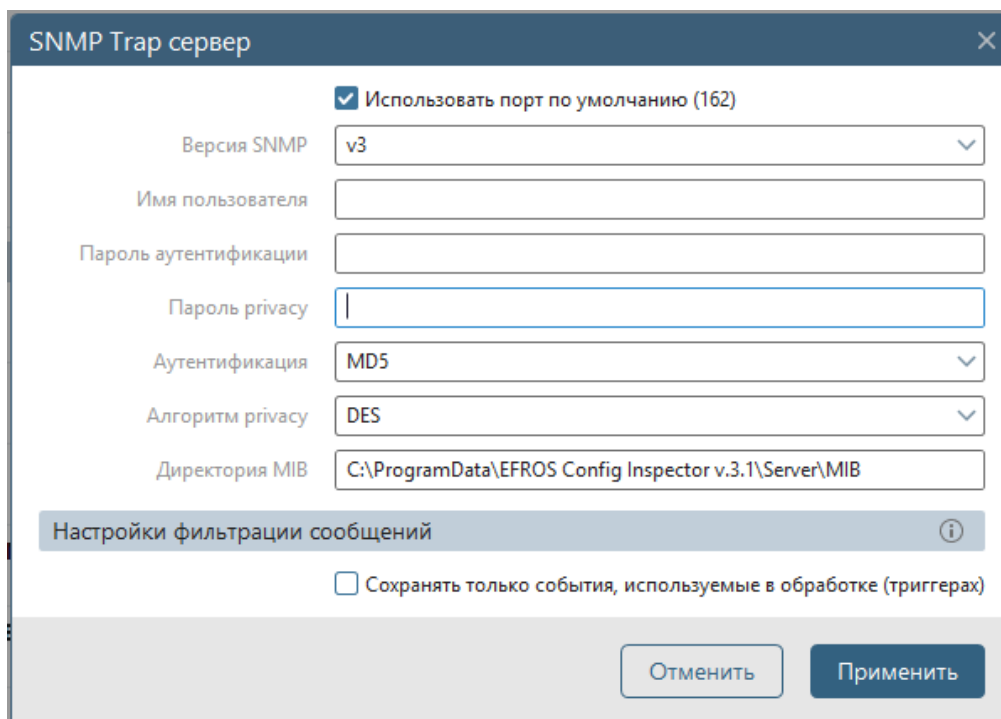 SNMP Trap сервер
Использовать порт по умолчанию (162)
Версия SNMP v3
Имя пользователя
Пароль аутентификации
Пароль privacy
Аутентификация MD5
Алгоритм privacy DES
Директория MIB C:\ProgramData\EFROS Config Inspector v.3.1\Server\MIB
Настройки фильтрации сообщений
Сохранять только события, используемые в обработке (триггерах)
Отменить Применить